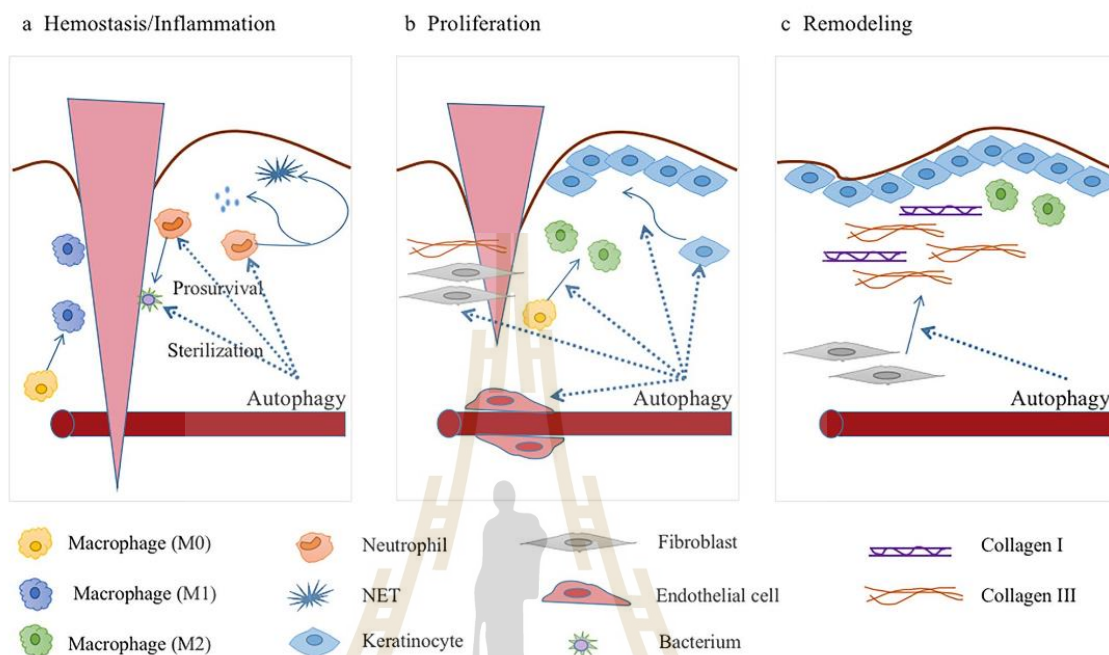 a Hemostasis/Inflammation
b Proliferation
c Remodeling
Prosurvival
Sterilization
Autophagy
Autophagy
Autophagy
Macrophage (M0)
Neutrophil
Fibroblast
Collagen I
Macrophage (M1)
NET
Endothelial cell
Collagen III
Macrophage (M2)
Keratinocyte
Bacterium